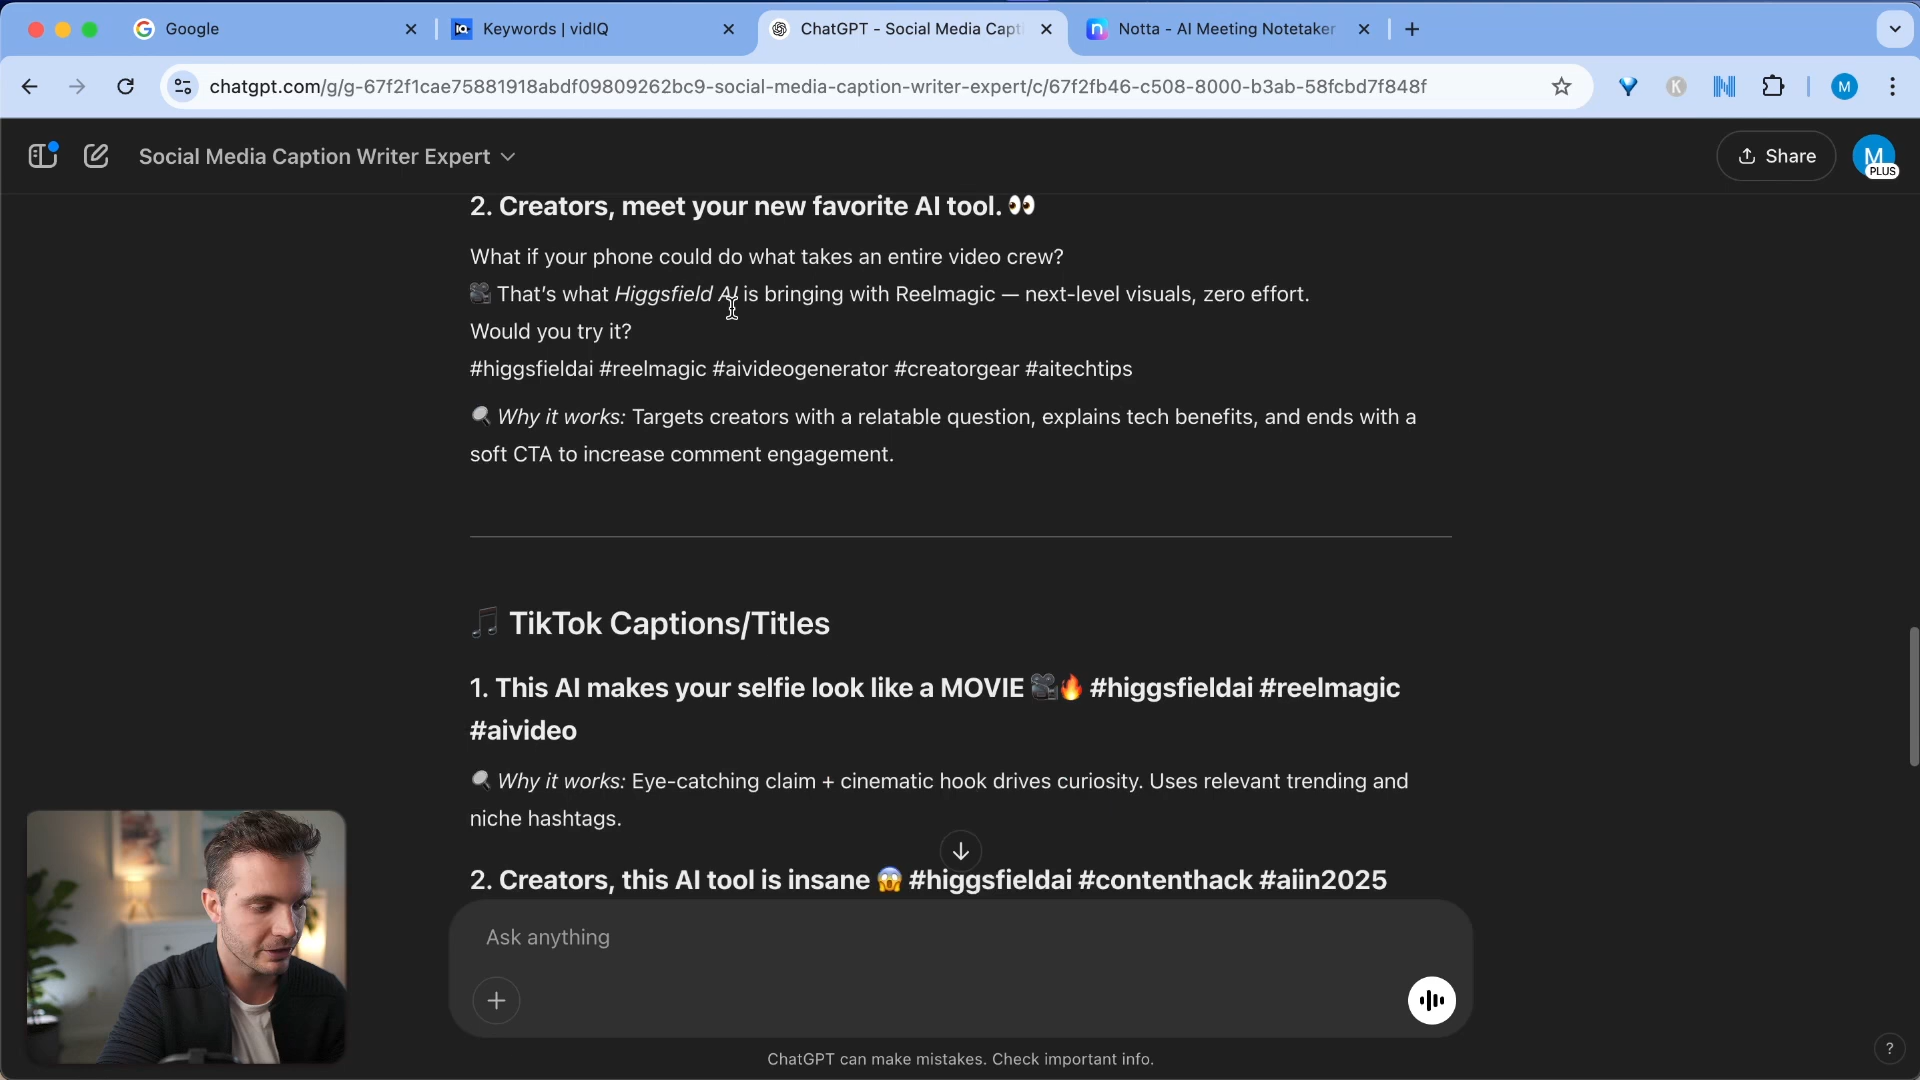 Google
Keywords | vidIQ
ChatGPT - Social Media Capti
Notta - AI Meeting Notetaker
chatgpt.com/g/g-67f2f1cae75881918abdf09809262bc9-social-media-caption-writer-expert/c/67f2fb46-c508-8000-b3ab-58fcbd7f848f
K
M
Social Media Caption Writer Expert
Share
M
PLUS
2. Creators, meet your new favorite AI tool. 👀
What if your phone could do what takes an entire video crew?
🎥 That's what Higgsfield AI is bringing with Reelmagic — next-level visuals, zero effort.
Would you try it?
#higgsfieldai #reelmagic #aivideogenerator #creatorgear #aitechtips
🔍 Why it works: Targets creators with a relatable question, explains tech benefits, and ends with a
soft CTA to increase comment engagement.
🎵 TikTok Captions/Titles
1. This AI makes your selfie look like a MOVIE 🎥🔥 #higgsfieldai #reelmagic
#aivideo
🔍 Why it works: Eye-catching claim + cinematic hook drives curiosity. Uses relevant trending and
niche hashtags.
2. Creators, this AI tool is insane 😱 #higgsfieldai #contenthack #aiin2025
Ask anything
ChatGPT can make mistakes. Check important info.
?